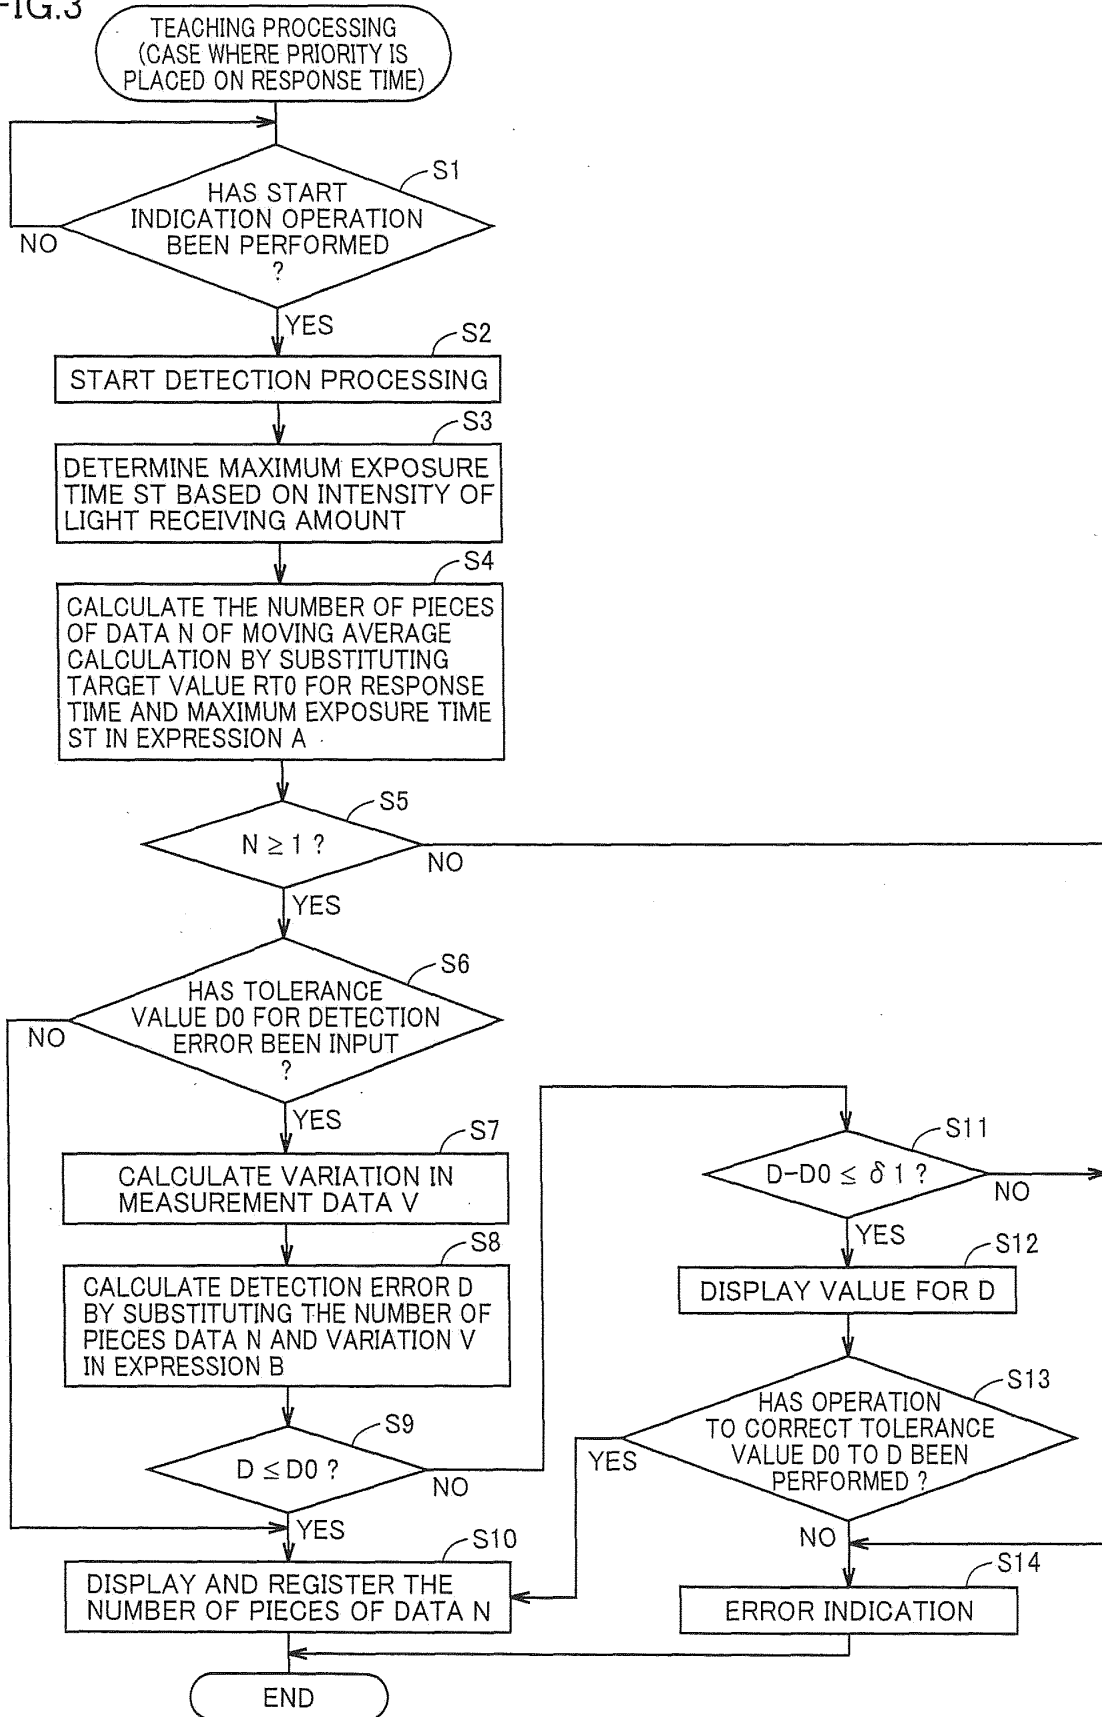 FIG.3
TEACHING PROCESSING
(CASE WHERE PRIORITY IS
PLACED ON RESPONSE TIME)
S1
HAS START
INDICATION OPERATION
BEEN PERFORMED
?
NO
YES
S2
START DETECTION PROCESSING
S3
DETERMINE MAXIMUM EXPOSURE
TIME ST BASED ON INTENSITY OF
LIGHT RECEIVING AMOUNT
S4
CALCULATE THE NUMBER OF PIECES
OF DATA N OF MOVING AVERAGE
CALCULATION BY SUBSTITUTING
TARGET VALUE RT0 FOR RESPONSE
TIME AND MAXIMUM EXPOSURE TIME
ST IN EXPRESSION A
S5
N ≥ 1 ?
NO
YES
S6
HAS TOLERANCE
VALUE D0 FOR DETECTION
ERROR BEEN INPUT
?
NO
YES
S7
CALCULATE VARIATION IN
MEASUREMENT DATA V
S8
CALCULATE DETECTION ERROR D
BY SUBSTITUTING THE NUMBER OF
PIECES DATA N AND VARIATION V
IN EXPRESSION B
S9
D ≤ D0 ?
NO
YES
S10
DISPLAY AND REGISTER THE
NUMBER OF PIECES OF DATA N
S11
D-D0 ≤ δ 1 ?
NO
YES
S12
DISPLAY VALUE FOR D
S13
HAS OPERATION
TO CORRECT TOLERANCE
VALUE D0 TO D BEEN
PERFORMED ?
YES
NO
S14
ERROR INDICATION
END